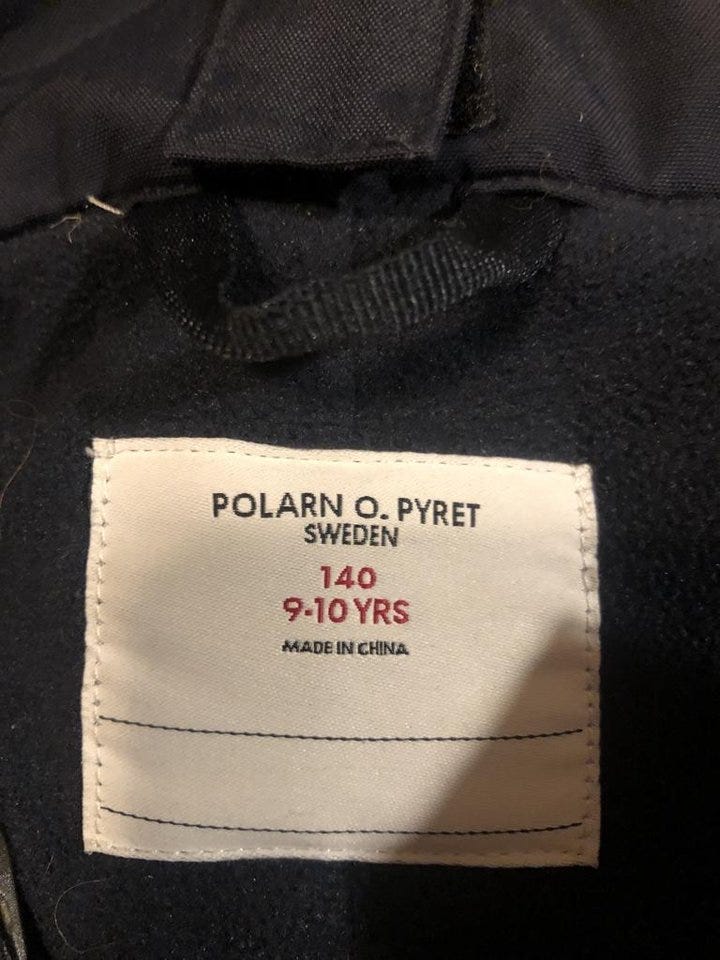 POLARN O. PYRET
SWEDEN
140
9-10 YRS
MADE IN CHINA